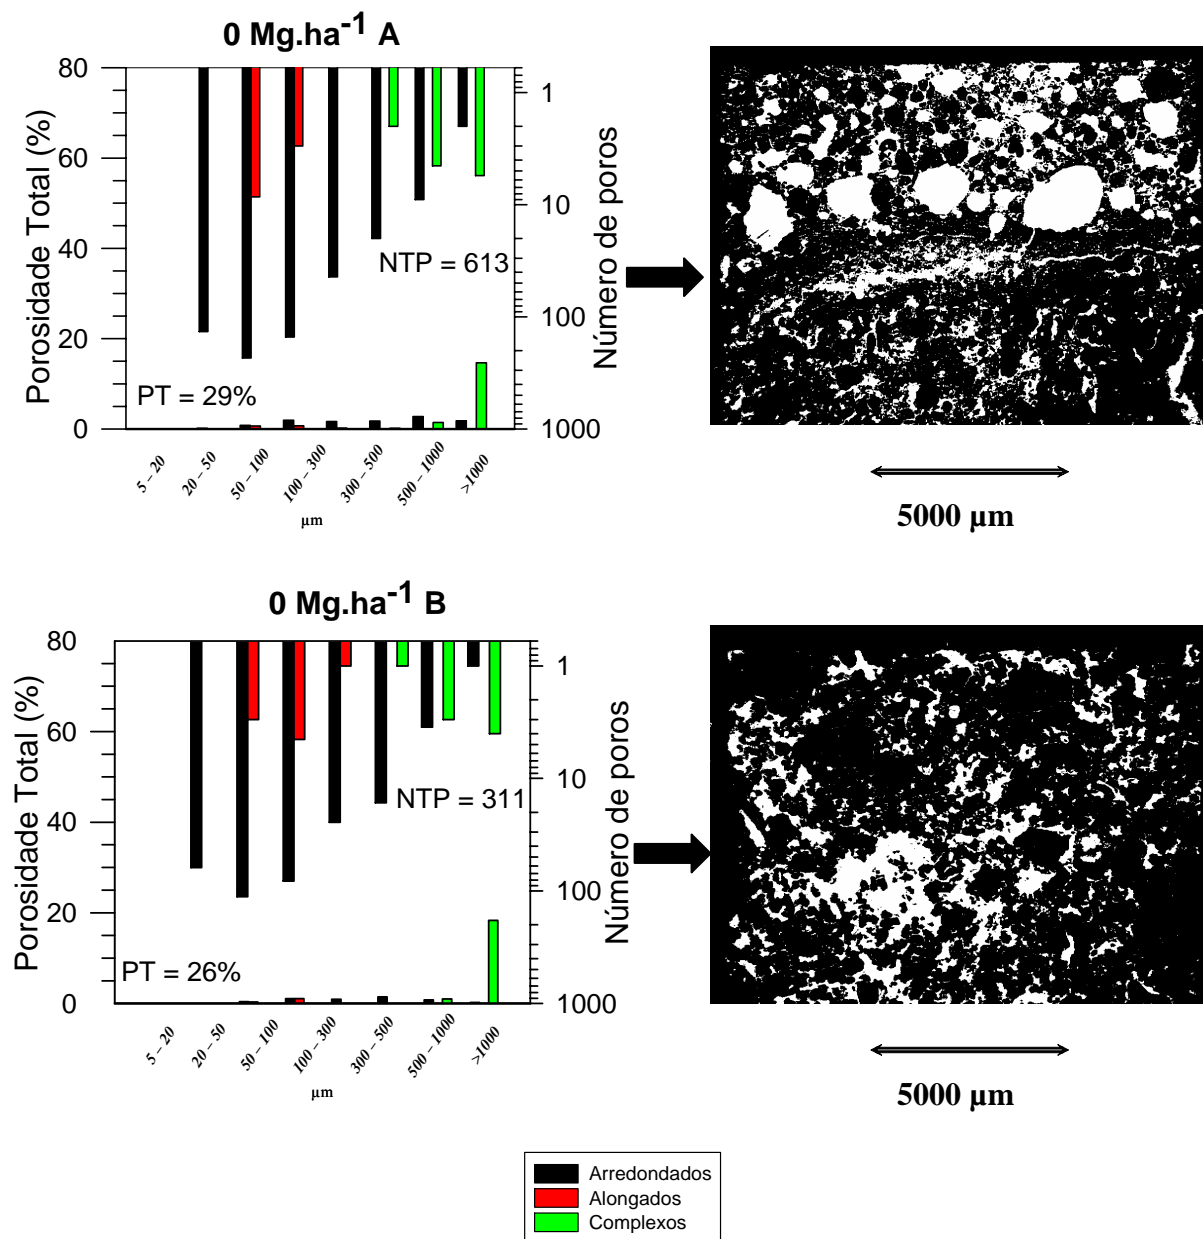 0 Mg.ha⁻¹ A
Porosidade Total (%)
80
60
40
20
0
NTP = 613
PT = 29%
1
10
100
1000
Número de poros
5 – 20
20 – 50
50 – 100
100 – 300
300 – 500
500 – 1000
>1000
µm
5000 µm
0 Mg.ha⁻¹ B
Porosidade Total (%)
80
60
40
20
0
NTP = 311
PT = 26%
1
10
100
1000
Número de poros
5 – 20
20 – 50
50 – 100
100 – 300
300 – 500
500 – 1000
>1000
µm
5000 µm
Arredondados
Alongados
Complexos